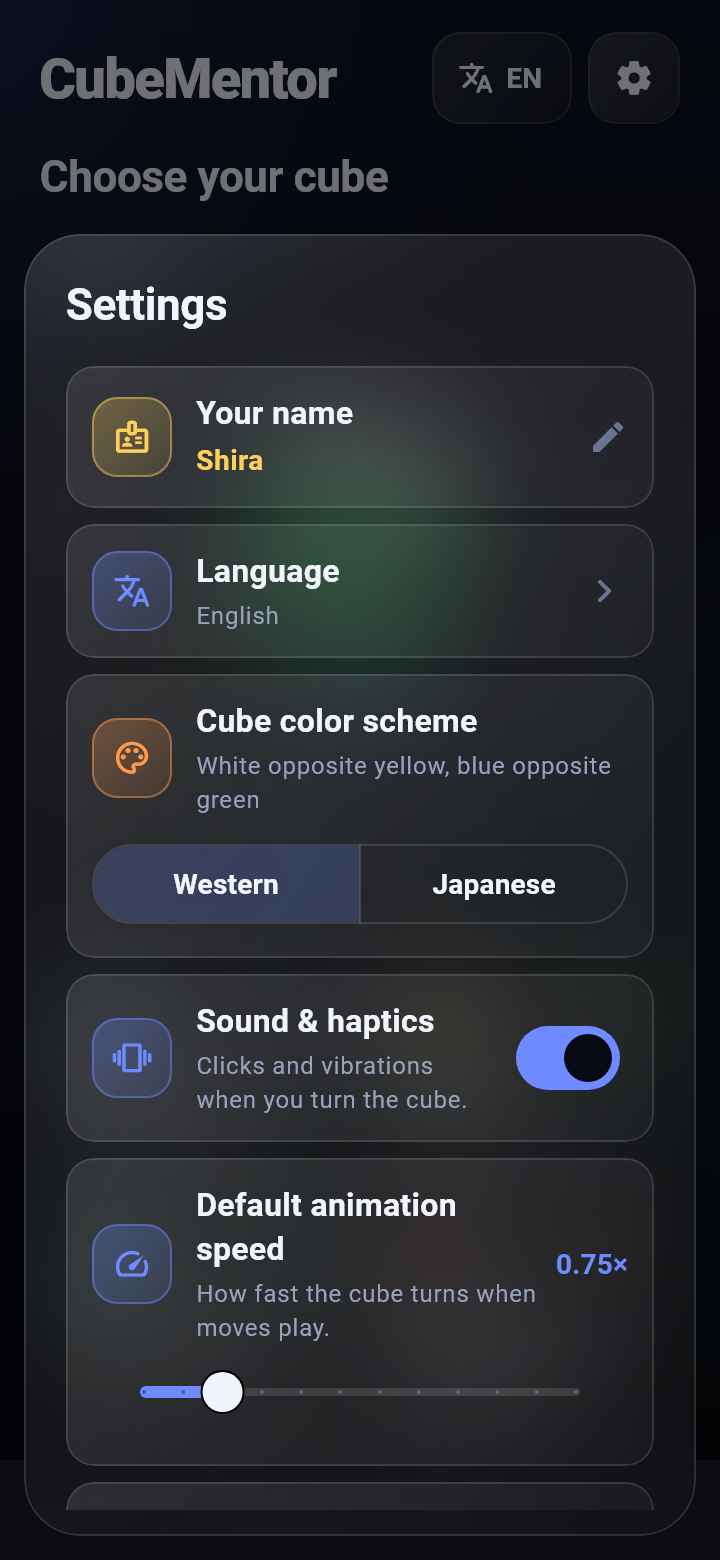 CubeMentor
EN
Choose your cube
Settings
Your name
Shira
Language
English
Cube color scheme
White opposite yellow, blue opposite
green
Western
Japanese
Sound & haptics
Clicks and vibrations
when you turn the cube.
Default animation
speed
0.75×
How fast the cube turns when
moves play.